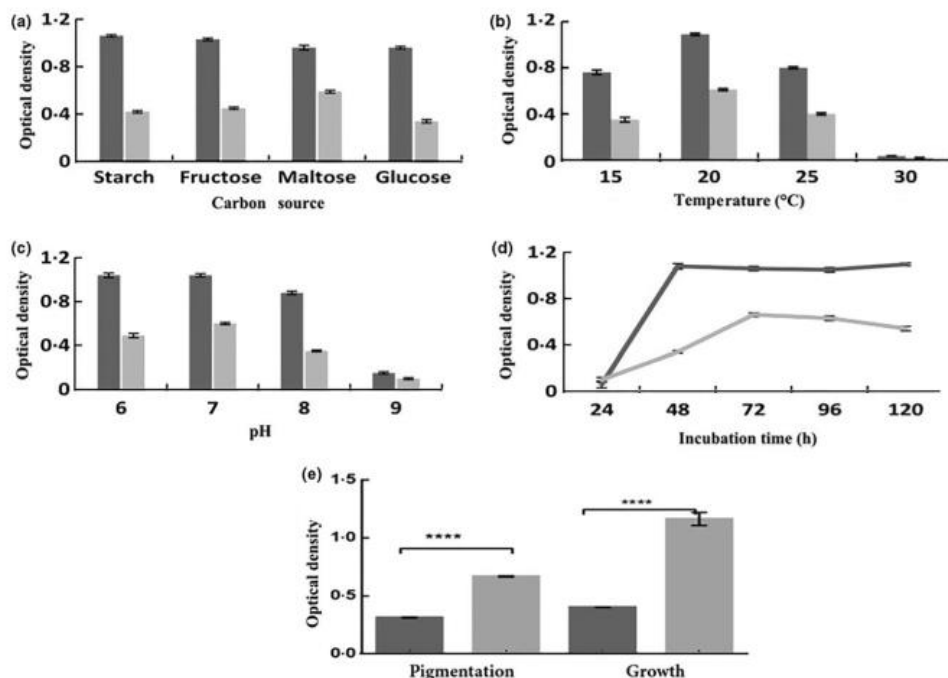 (a)
1·2
0·8
0·4
0
Optical density
Starch Fructose Maltose Glucose
Carbon source
(b)
1·2
0·8
0·4
0
Optical density
15 20 25 30
Temperature (°C)
(c)
1·2
0·8
0·4
0
Optical density
6 7 8 9
pH
(d)
1·2
0·8
0·4
0
Optical density
24 48 72 96 120
Incubation time (h)
(e)
1·5
1·0
0·5
0·0
Optical density
**** ****
Pigmentation Growth